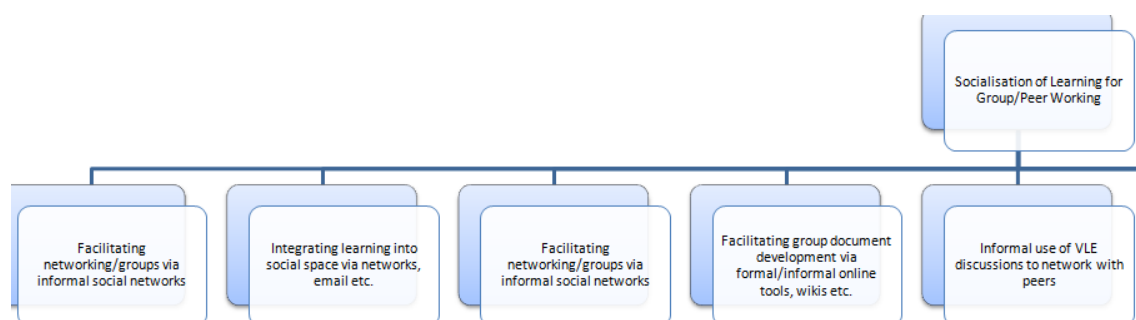 Socialisation of Learning for
Group/Peer Working
Facilitating
networking/groups via
informal social networks
Integrating learning into
social space via networks,
email etc.
Facilitating
networking/groups via
informal social networks
Facilitating group document
development via
formal/informal online
tools, wikis etc.
Informal use of VLE
discussions to network with
peers